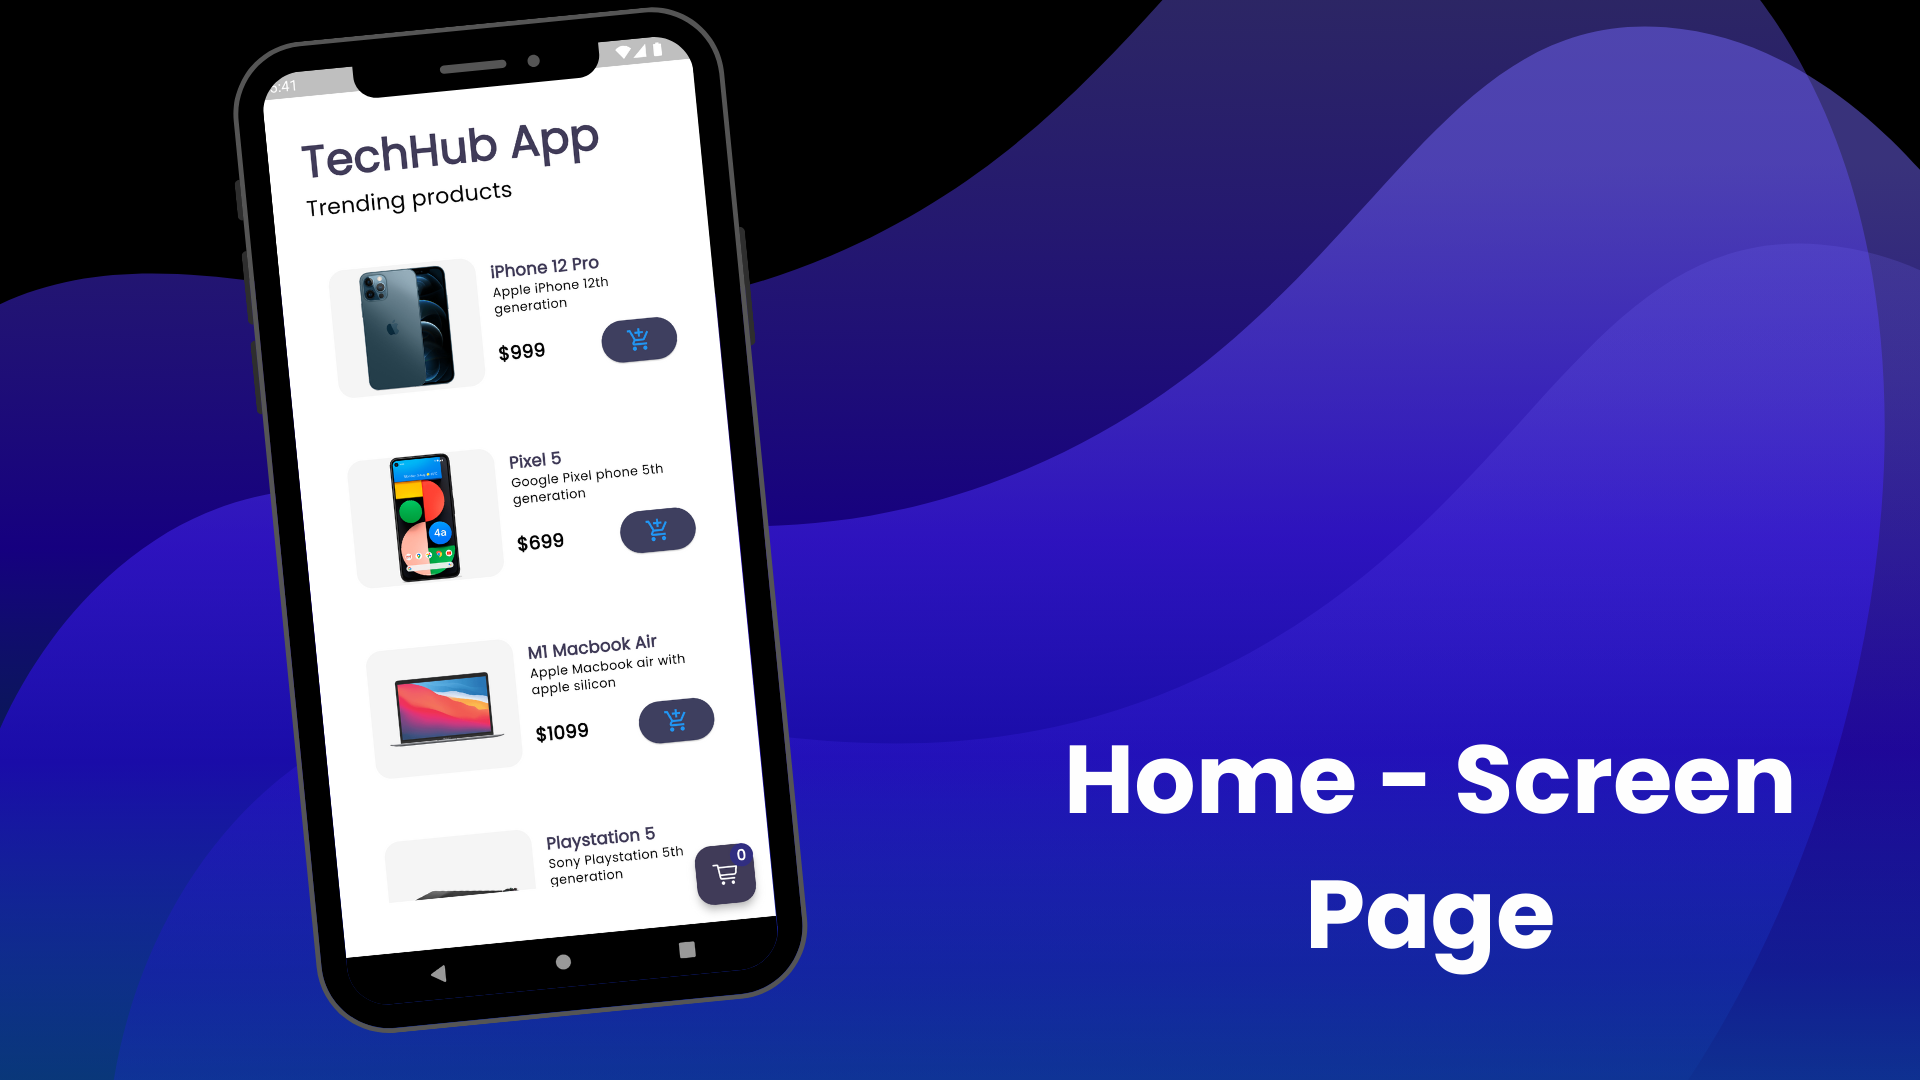 :41
TechHub App
Trending products
iPhone 12 Pro
Apple iPhone 12th
generation
$999
Pixel 5
Google Pixel phone 5th
generation
$699
4a
M1 Macbook Air
Apple Macbook air with
apple silicon
$1099
Playstation 5
Sony Playstation 5th
generation
0
Home - Screen
Page